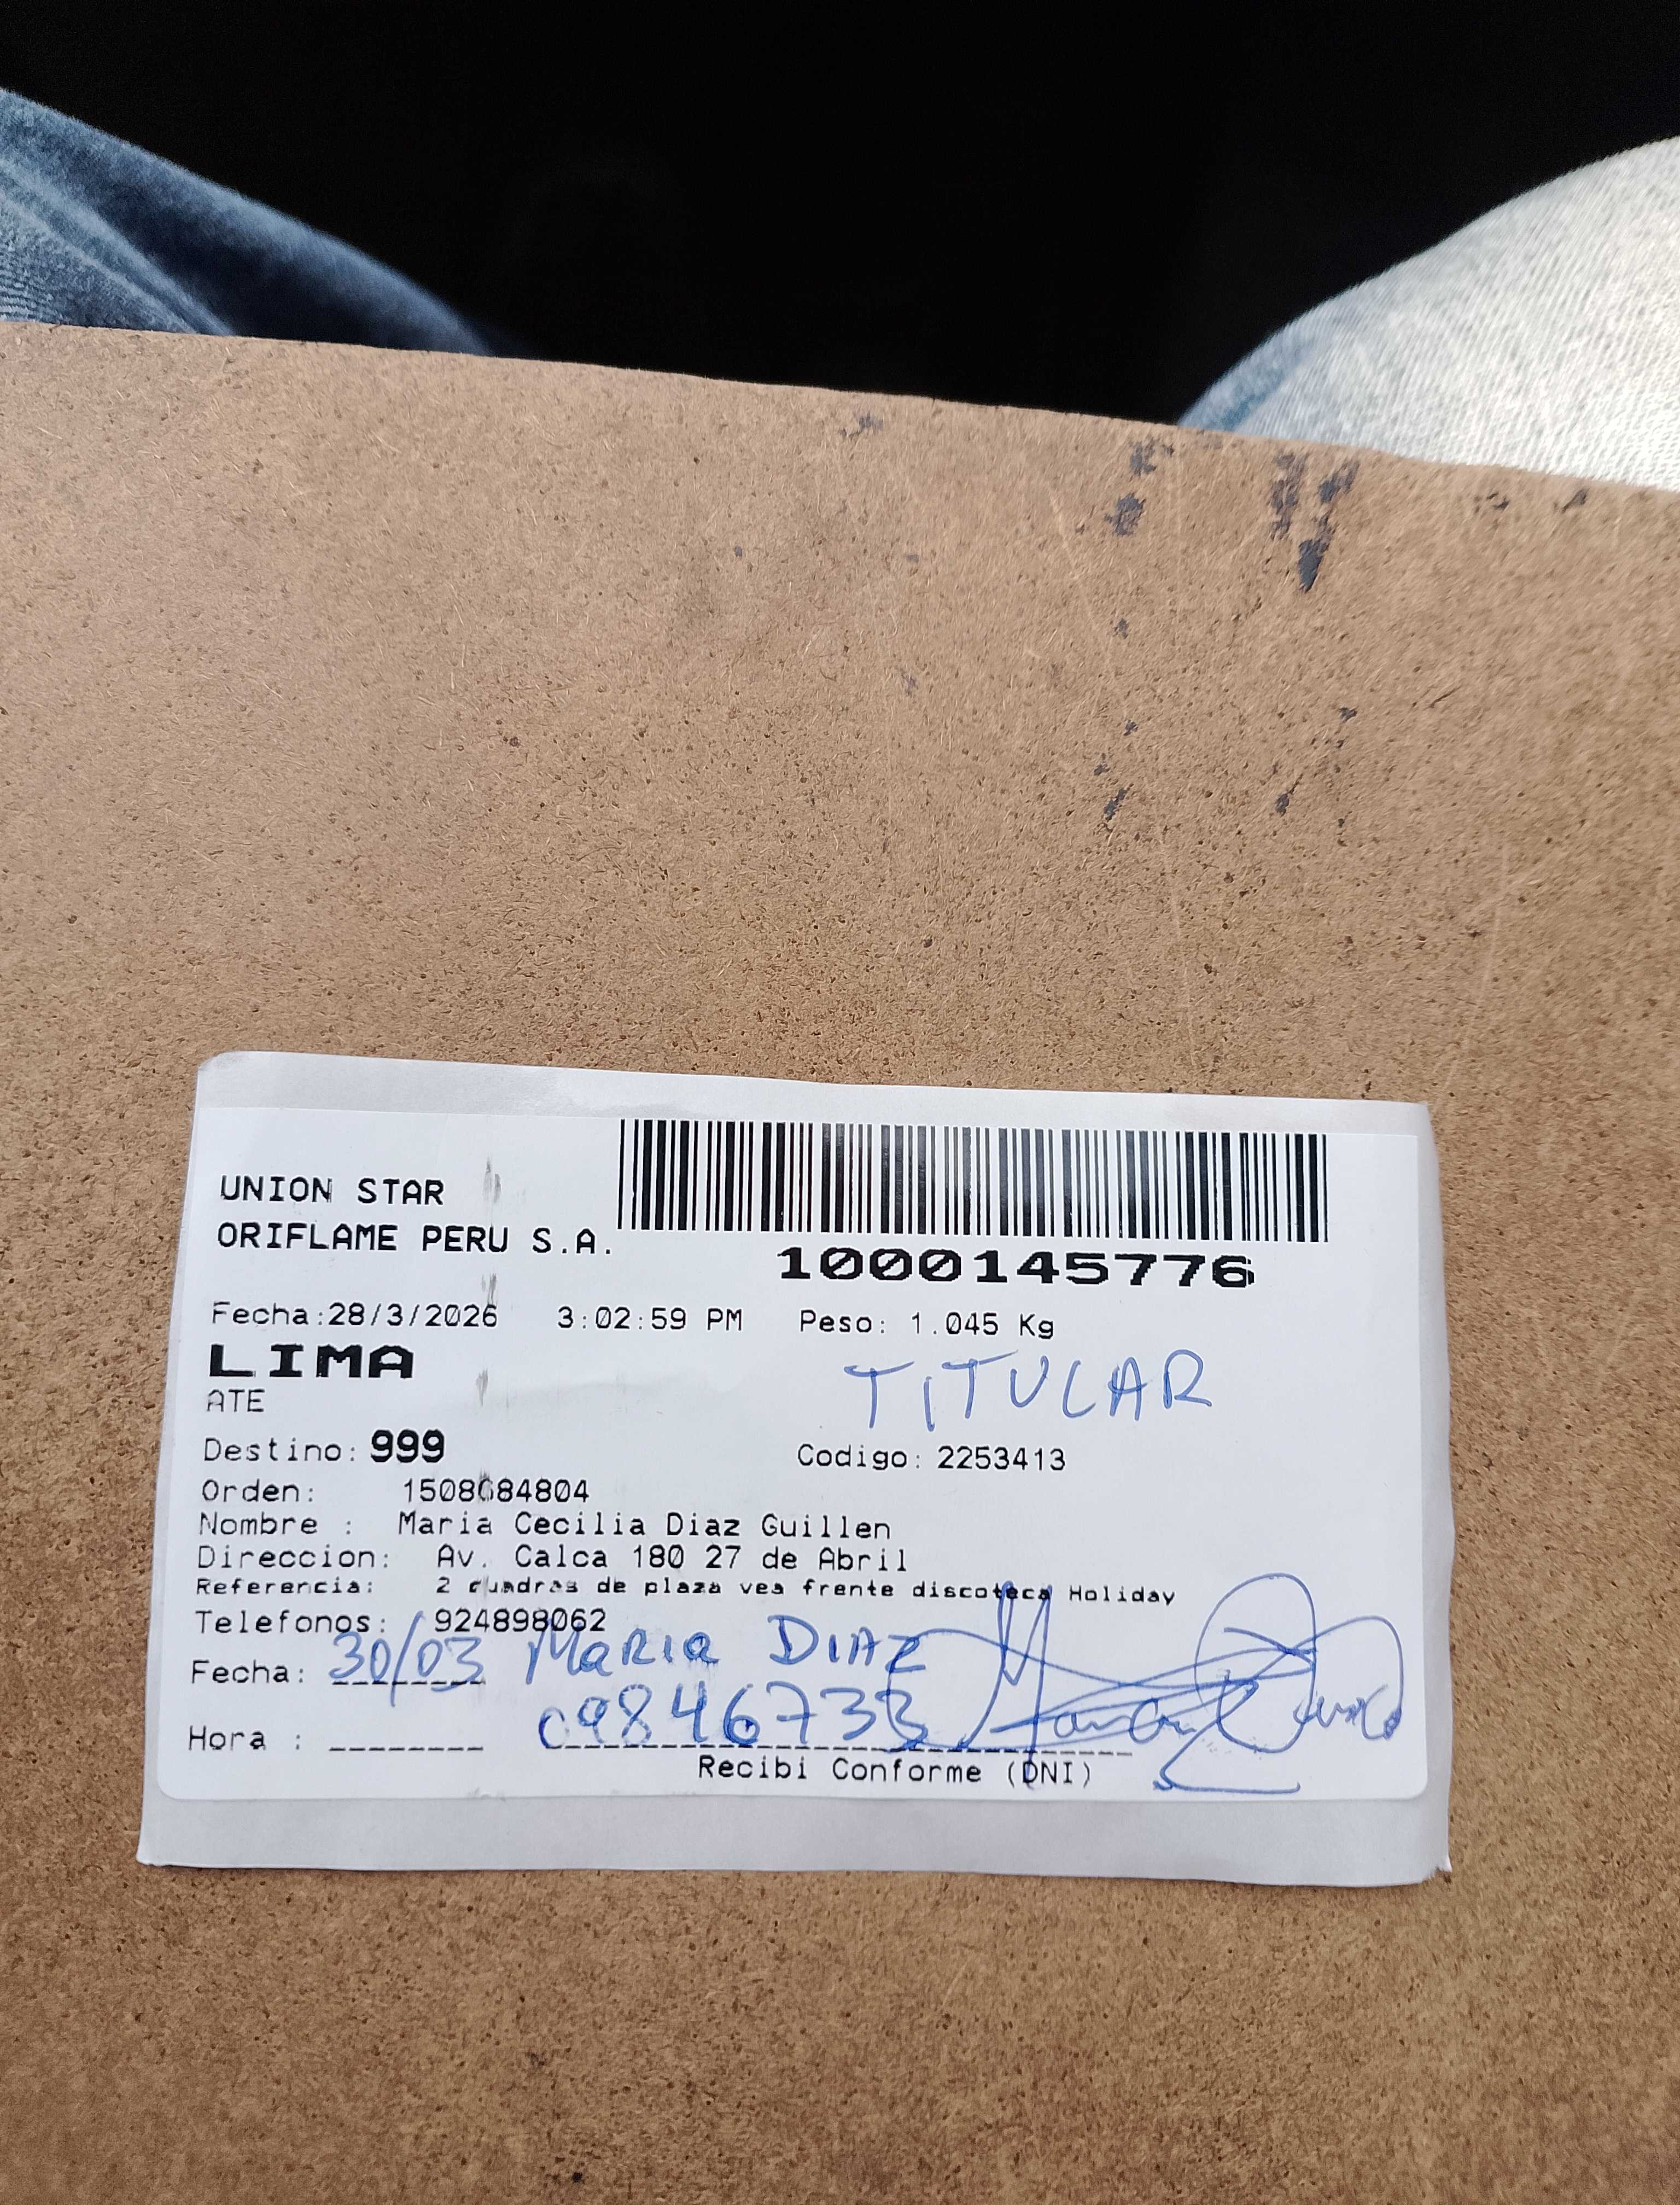 UNION STAR
ORIFLAME PERU S.A.
1000145776
Fecha:28/3/2026 3:02:59 PM Peso: 1.045 Kg
LIMA
TITULAR
ATE
Destino: 999 Codigo: 2253413
Orden: 1508684804
Nombre : Maria Cecilia Diaz Guillen
Direccion: Av. Calca 180 27 de Abril
Referencia: 2 cuadras de plaza vea frente discoteca Holiday
Telefonos: 924898062
Fecha: 30/03 MARIA DIAZ
Hora : 09846733
Recibi Conforme (DNI)